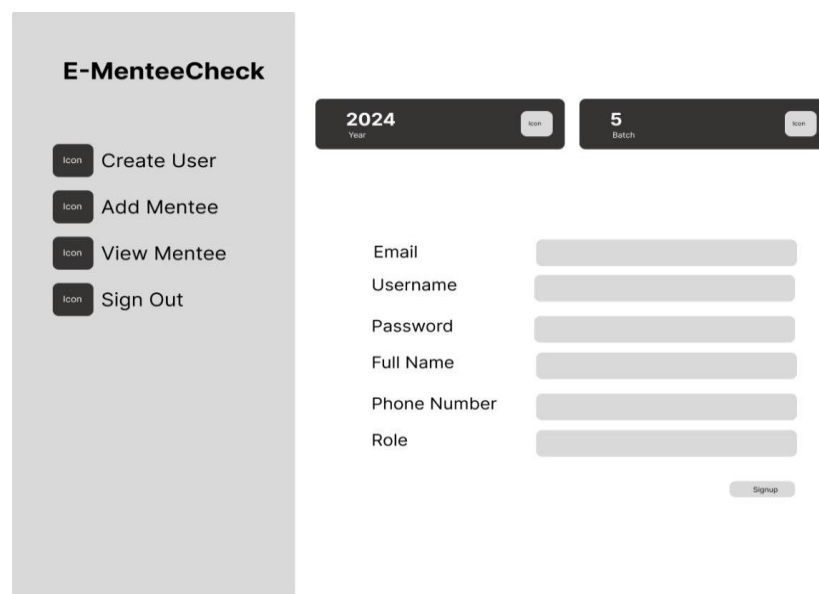 E-MenteeCheck
Icon Create User
Icon Add Mentee
Icon View Mentee
Icon Sign Out
2024
Year
Icon
5
Batch
Icon
Email
Username
Password
Full Name
Phone Number
Role
Signup